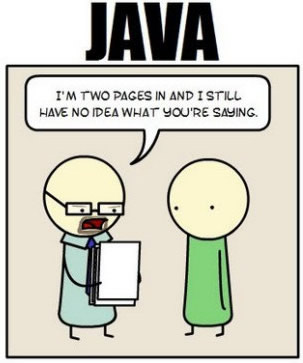 JAVA
I'M TWO PAGES IN AND I STILL
HAVE NO IDEA WHAT YOU'RE SAYING.